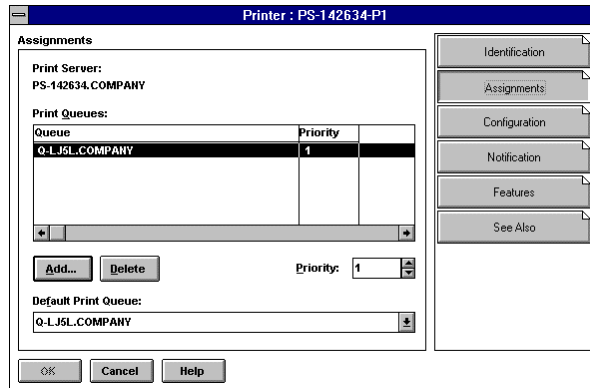 Printer : PS-142634-P1
Assignments
Print Server:
PS-142634.COMPANY
Print Queues:
Queue Priority
Q-LJ5L.COMPANY 1
Add... Delete Priority: 1
Default Print Queue:
Q-LJ5L.COMPANY
OK Cancel Help
Identification
Assignments
Configuration
Notification
Features
See Also